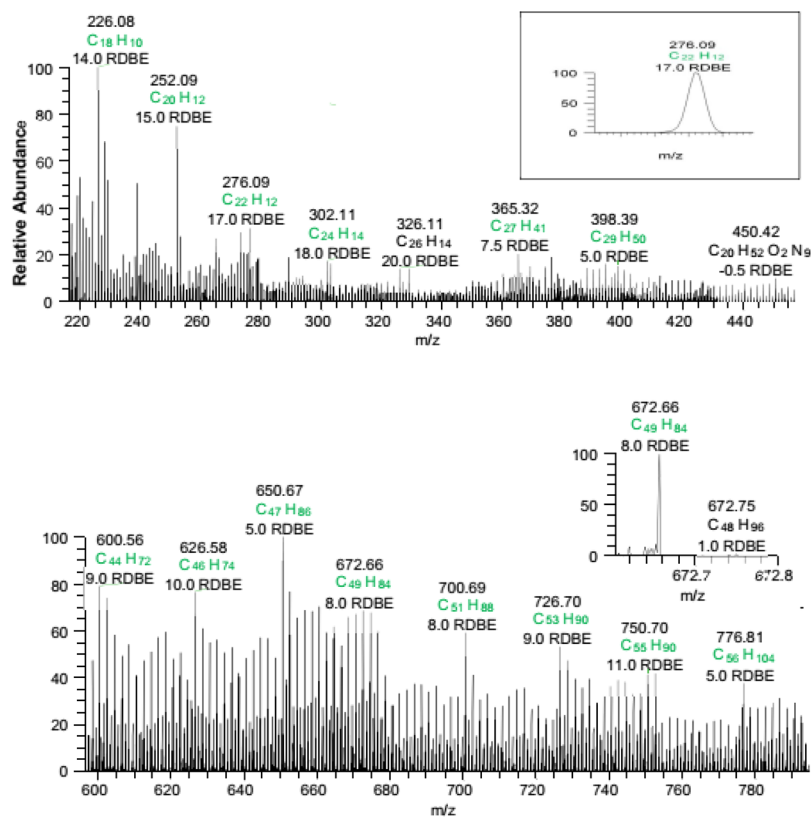 226.08
C18 H10
14.0 RDBE
252.09
C20 H12
15.0 RDBE
276.09
C22 H12
17.0 RDBE
302.11
C24 H14
18.0 RDBE
326.11
C26 H14
20.0 RDBE
365.32
C27 H41
7.5 RDBE
398.39
C29 H50
5.0 RDBE
450.42
C20 H52 O2 N9
-0.5 RDBE
100
80
60
40
20
0
Relative Abundance
220 240 260 280 300 320 340 360 380 400 420 440
m/z
276.09
C22 H12
17.0 RDBE
100
50
0
m/z
600.56
C44 H72
9.0 RDBE
626.58
C46 H74
10.0 RDBE
650.67
C47 H86
5.0 RDBE
672.66
C49 H84
8.0 RDBE
700.69
C51 H88
8.0 RDBE
726.70
C53 H90
9.0 RDBE
750.70
C55 H90
11.0 RDBE
776.81
C56 H104
5.0 RDBE
100
80
60
40
20
0
600 620 640 660 680 700 720 740 760 780
m/z
672.66
C49 H84
8.0 RDBE
672.75
C48 H96
1.0 RDBE
100
50
0
672.7 672.8
m/z